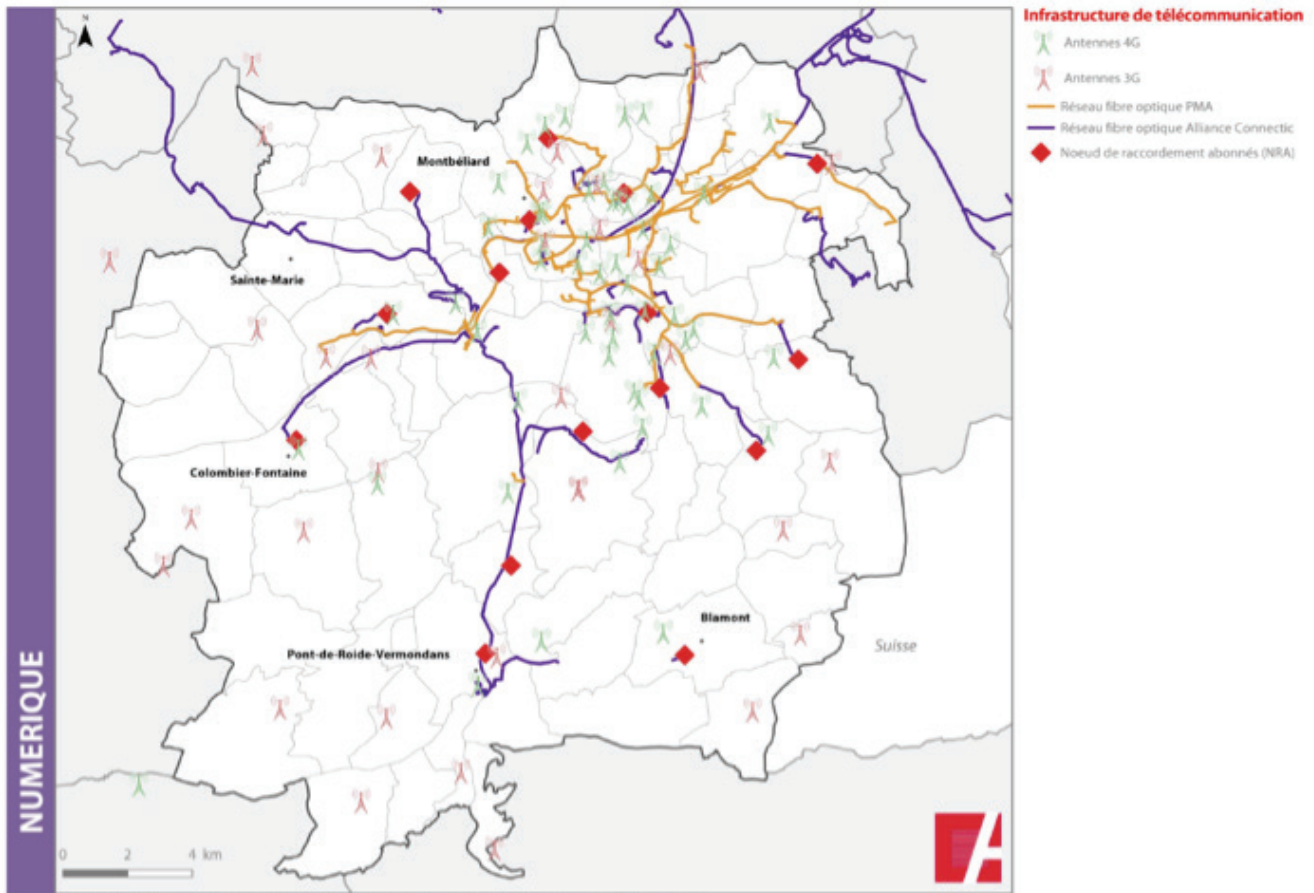 NUMERIQUE
N
Infrastructure de télécommunication
Antennes 4G
Antennes 3G
Réseau fibre optique PMA
Réseau fibre optique Alliance Connectic
Noeud de raccordement abonnés (NRA)
Montbéliard
Sainte-Marie
Colombier-Fontaine
Blamont
Pont-de-Roide-Vermondans
Suisse
0 2 4 km